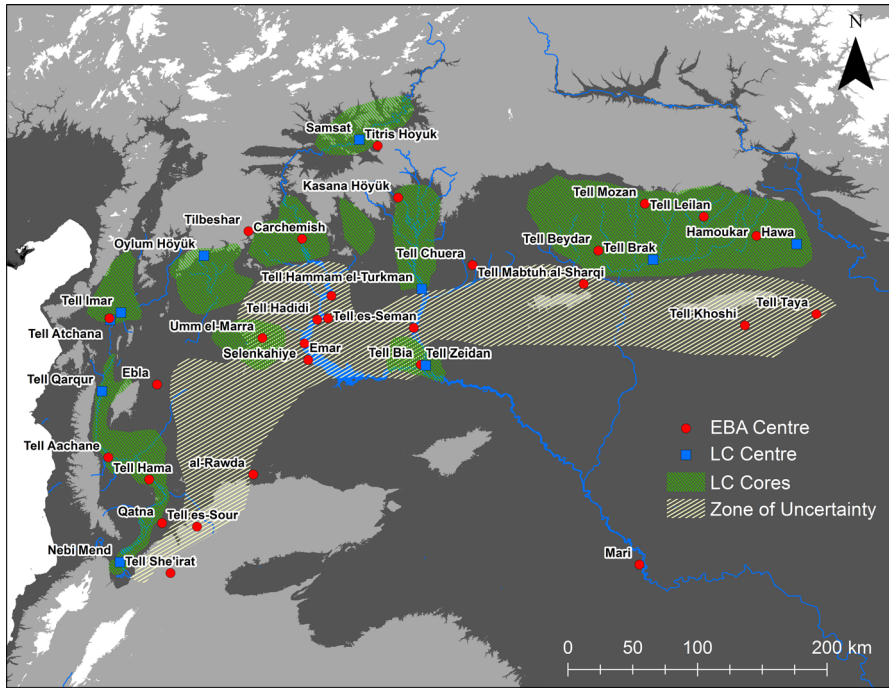 N
Samsat
Titris Hoyuk
Kasana Höyük
Tell Mozan
Tell Leilan
Tilbeshar
Carchemish
Hamoukar
Hawa
Oylum Höyük
Tell Chuera
Tell Beydar
Tell Brak
Tell Hammam el-Turkman
Tell Mabtuh al-Sharqi
Tell Imar
Tell Hadidi
Tell es-Seman
Tell Taya
Tell Khoshi
Tell Atchana
Umm el-Marra
Selenkahiye
Emar
Tell Bia
Tell Zeidan
Tell Qarqur
Ebla
Tell Aachane
Tell Hama
al-Rawda
Qatna
Tell es-Sour
Nebi Mend
Tell She'irat
Mari
EBA Centre
LC Centre
LC Cores
Zone of Uncertainty
0 50 100 200 km